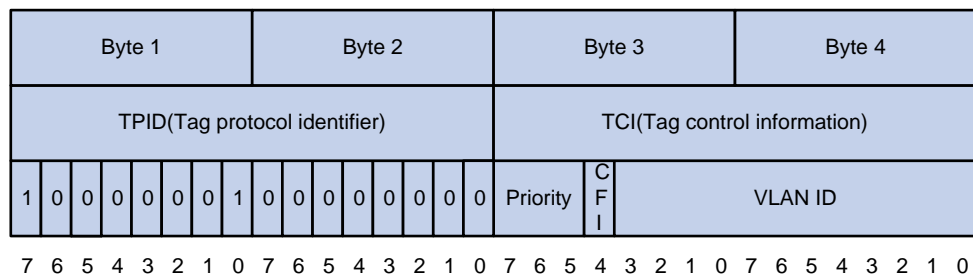 Byte 1 Byte 2 Byte 3 Byte 4
TPID(Tag protocol identifier) TCI(Tag control information)
1 0 0 0 0 0 0 1 0 0 0 0 0 0 0 0 Priority CFI VLAN ID
7 6 5 4 3 2 1 0 7 6 5 4 3 2 1 0 7 6 5 4 3 2 1 0 7 6 5 4 3 2 1 0